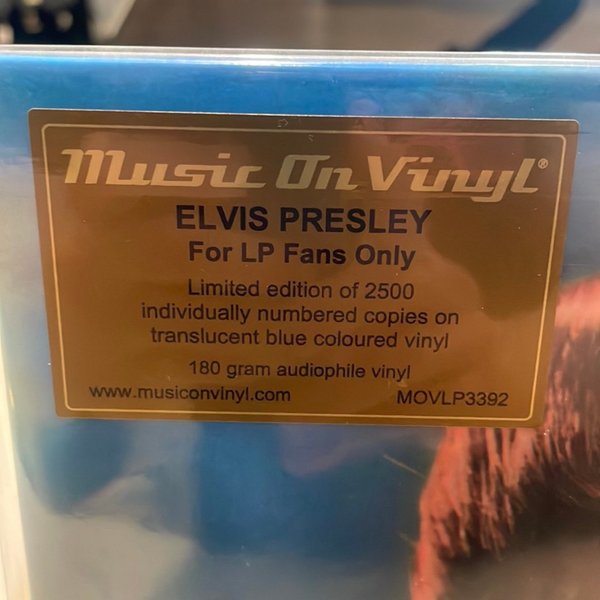 Music On Vinyl®
ELVIS PRESLEY
For LP Fans Only
Limited edition of 2500
individually numbered copies on
translucent blue coloured vinyl
180 gram audiophile vinyl
www.musiconvinyl.com MOVLP3392